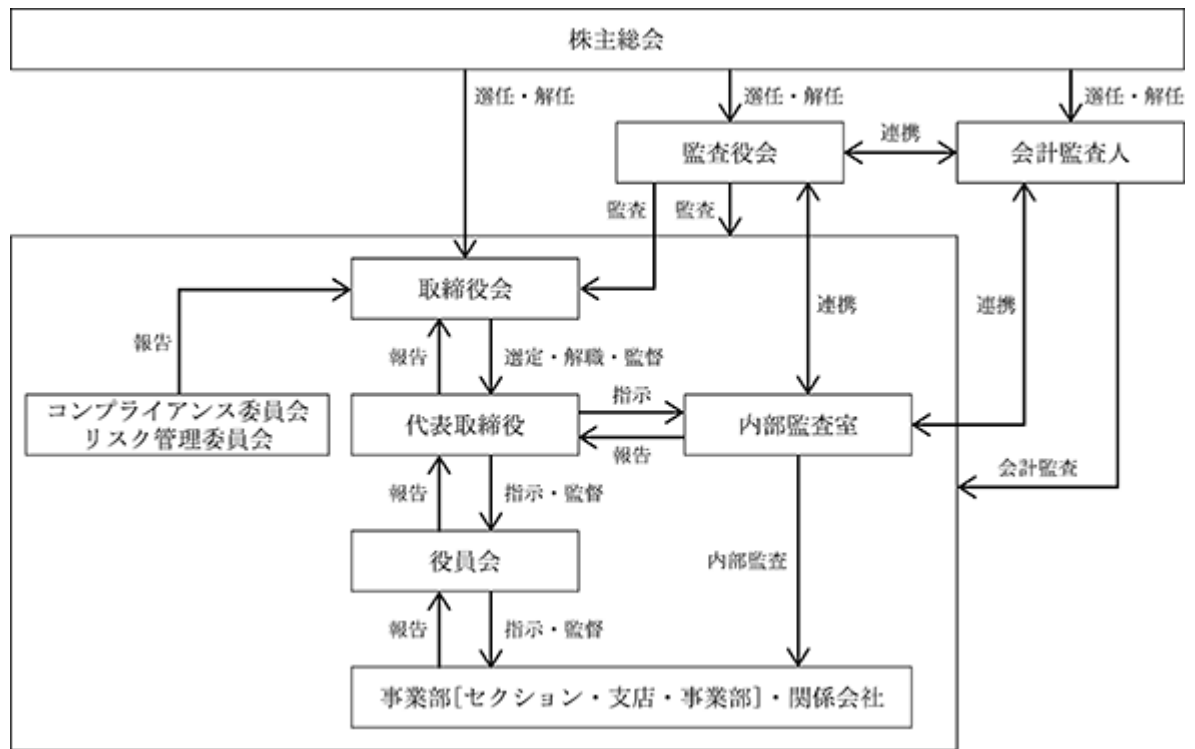 株主総会
選任・解任
選任・解任
選任・解任
監査役会
連携
会計監査人
監査
監査
取締役会
連携
連携
報告
報告
選定・解職・監督
コンプライアンス委員会
リスク管理委員会
代表取締役
指示
報告
内部監査室
会計監査
報告
指示・監督
役員会
内部監査
報告
指示・監督
事業部[セクション・支店・事業部]・関係会社